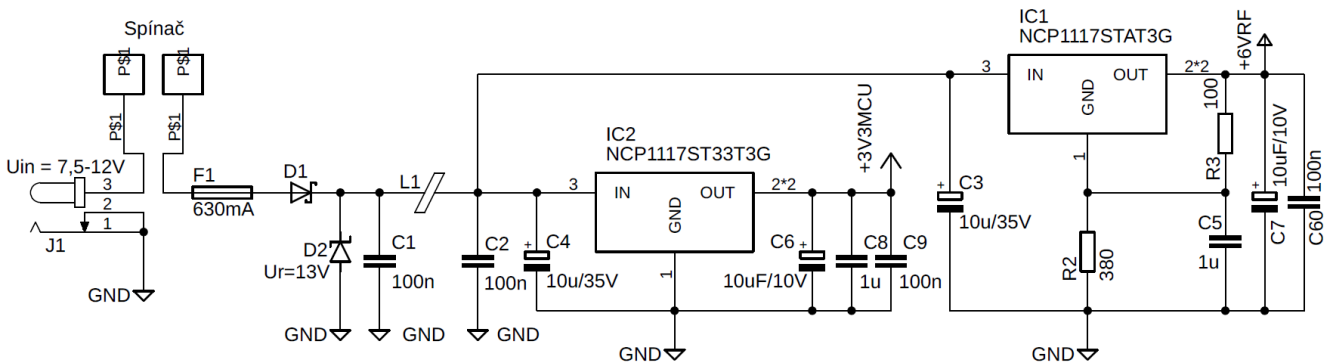 Spínač
P$1
P$1
P$1
P$1
Uin = 7,5-12V
3
2
1
J1
GND
F1
630mA
D1
D2
Ur=13V
GND
C1
100n
GND
L1
C2
100n
GND
C4
10u/35V
+
IC2
NCP1117ST33T3G
3
IN
OUT
GND
2*2
1
GND
+3V3MCU
C6
+
10uF/10V
C8
1u
C9
100n
C3
+
10u/35V
IC1
NCP1117STAT3G
3
IN
OUT
GND
2*2
1
+6VRF
100
R3
R2
380
GND
C5
1u
10uF/10V
+
C7
100n
C60